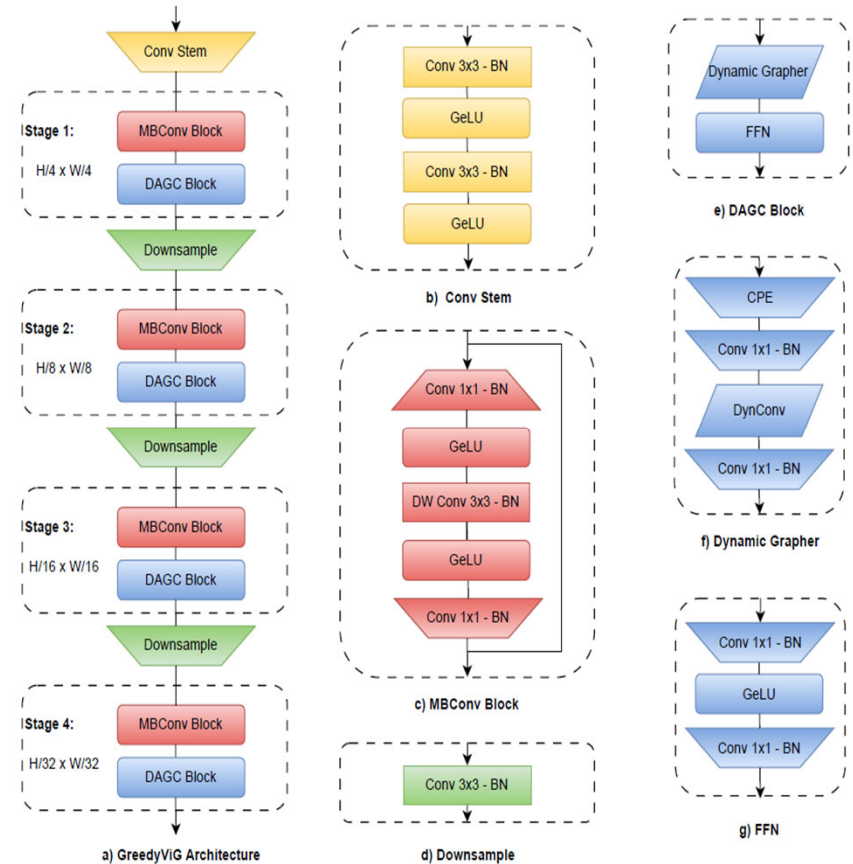 Conv Stem
Stage 1:
H/4 x W/4
MBConv Block
DAGC Block
Downsample
Stage 2:
H/8 x W/8
MBConv Block
DAGC Block
Downsample
Stage 3:
H/16 x W/16
MBConv Block
DAGC Block
Downsample
Stage 4:
H/32 x W/32
MBConv Block
DAGC Block
a) GreedyViG Architecture
Conv 3x3 - BN
GeLU
Conv 3x3 - BN
GeLU
b) Conv Stem
Conv 1x1 - BN
GeLU
DW Conv 3x3 - BN
GeLU
Conv 1x1 - BN
c) MBConv Block
Conv 3x3 - BN
d) Downsample
Dynamic Grapher
FFN
e) DAGC Block
CPE
Conv 1x1 - BN
DynConv
Conv 1x1 - BN
f) Dynamic Grapher
Conv 1x1 - BN
GeLU
Conv 1x1 - BN
g) FFN